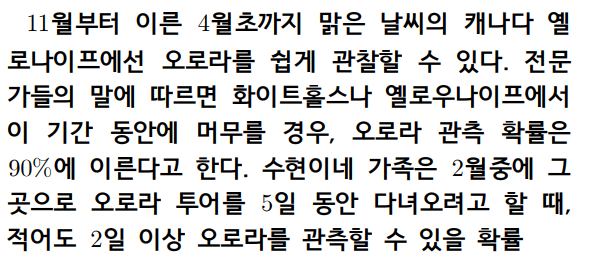 11월부터 이른 4월초까지 맑은 날씨의 캐나다 옐
로나이프에선 오로라를 쉽게 관찰할 수 있다. 전문
가들의 말에 따르면 화이트홀스나 옐로우나이프에서
이 기간 동안에 머무를 경우, 오로라 관측 확률은
90%에 이른다고 한다. 수현이네 가족은 2월중에 그
곳으로 오로라 투어를 5일 동안 다녀오려고 할 때,
적어도 2일 이상 오로라를 관측할 수 있을 확률